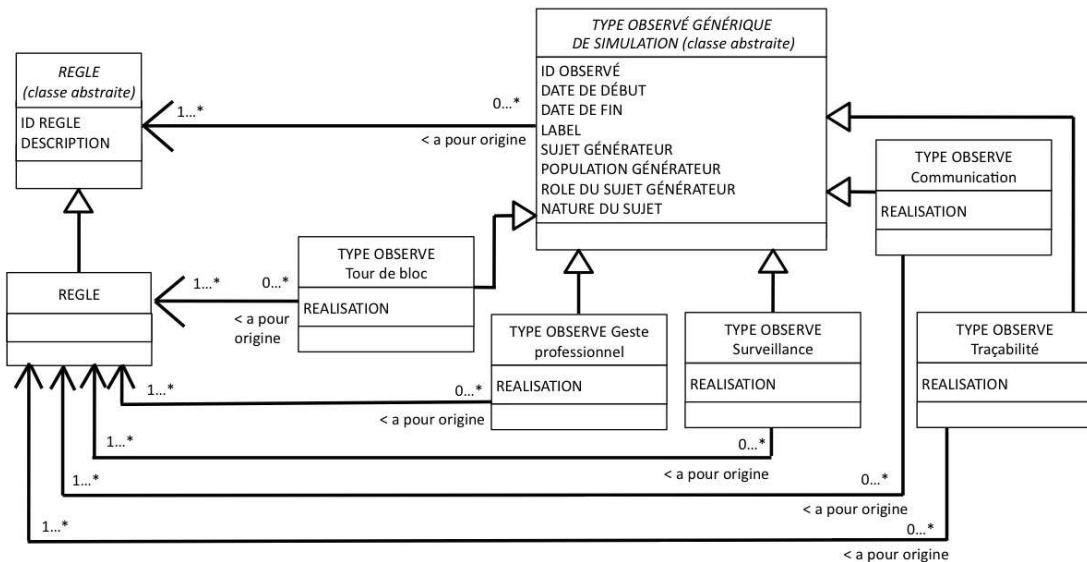 TYPE OBSERVÉ GÉNÉRIQUE
DE SIMULATION (classe abstraite)
ID OBSERVÉ
DATE DE DÉBUT
DATE DE FIN
LABEL
SUJET GÉNÉRATEUR
POPULATION GÉNÉRATEUR
ROLE DU SUJET GÉNÉRATEUR
NATURE DU SUJET
REGLE
(classe abstraite)
ID REGLE
DESCRIPTION
1...*
0...*
< a pour origine
TYPE OBSERVE
Communication
REALISATION
TYPE OBSERVE
Tour de bloc
REALISATION
REGLE
1...*
0...*
< a pour
origine
TYPE OBSERVE Geste
professionnel
REALISATION
TYPE OBSERVE
Surveillance
REALISATION
TYPE OBSERVE
Traçabilité
REALISATION
1...*
0...*
< a pour origine
1...*
0...*
< a pour origine
1...*
0...*
< a pour origine
1...*
0...*
< a pour origine